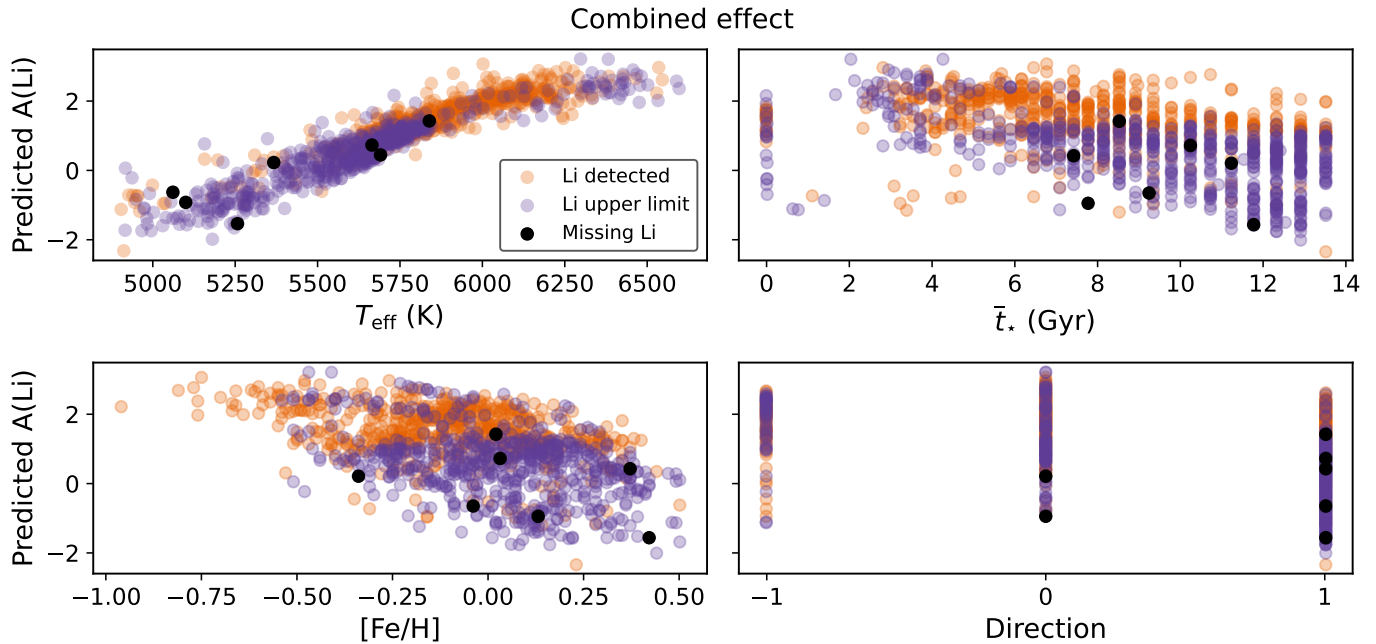 Combined effect
Predicted A(Li)
2
0
−2
5000 5250 5500 5750 6000 6250 6500
T_eff (K)
Li detected
Li upper limit
Missing Li
0 2 4 6 8 10 12 14
t̄⋆ (Gyr)
Predicted A(Li)
2
0
−2
−1.00 −0.75 −0.50 −0.25 0.00 0.25 0.50
[Fe/H]
−1 0 1
Direction